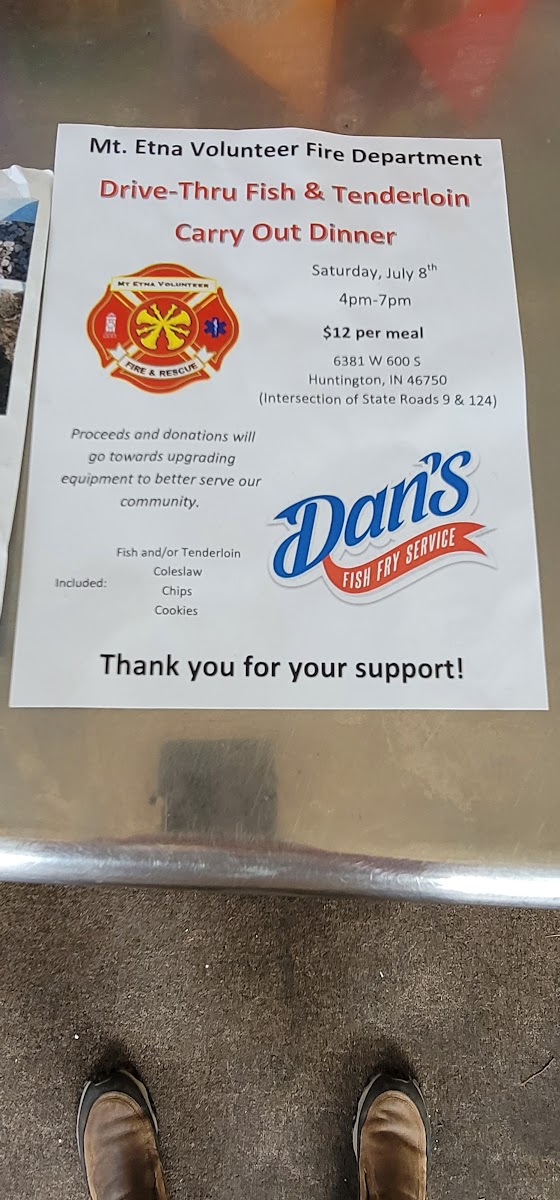 Mt. Etna Volunteer Fire Department
Drive-Thru Fish & Tenderloin
Carry Out Dinner
MT ETNA VOLUNTEER
FIRE & RESCUE
Saturday, July 8th
4pm-7pm
$12 per meal
6381 W 600 S
Huntington, IN 46750
(Intersection of State Roads 9 & 124)
Proceeds and donations will
go towards upgrading
equipment to better serve our
community.
Dan's
FISH FRY SERVICE
Included:
Fish and/or Tenderloin
Coleslaw
Chips
Cookies
Thank you for your support!